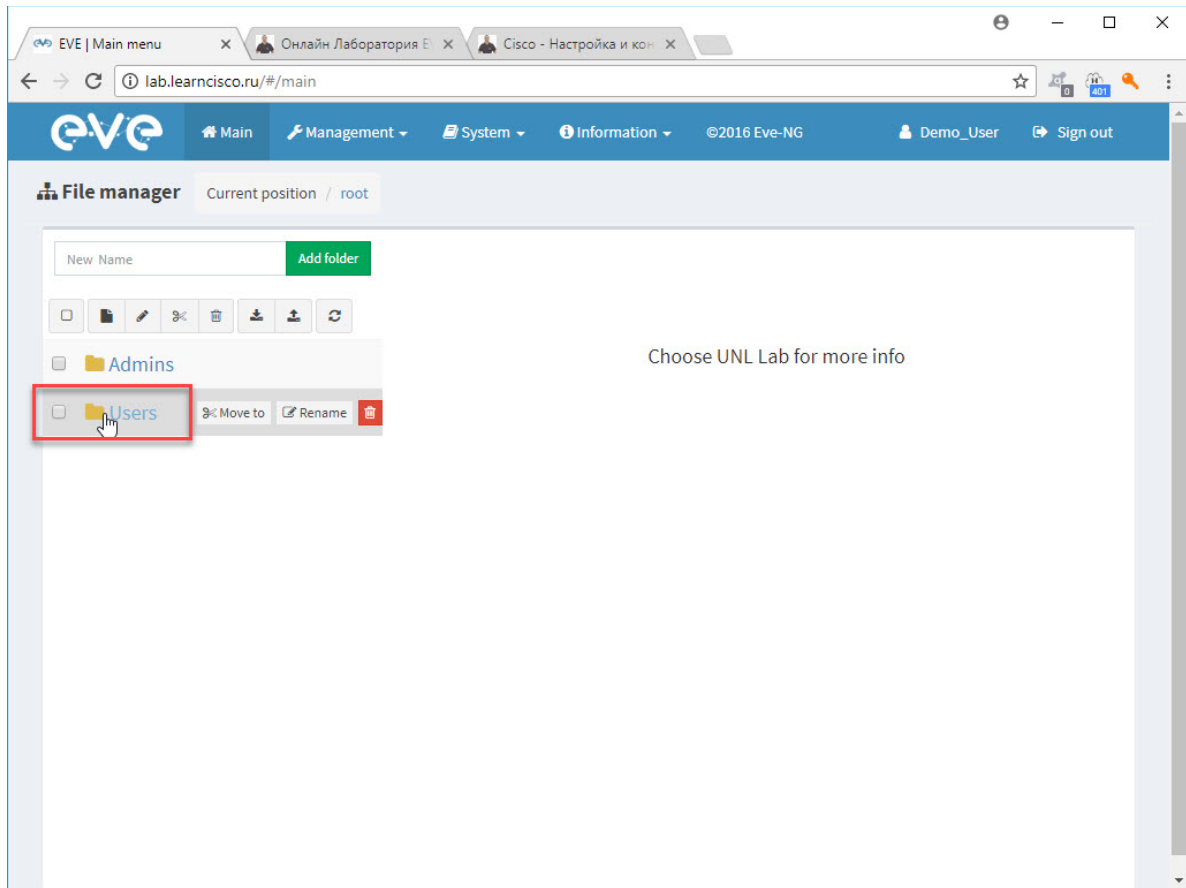 EVE | Main menu
Онлайн Лаборатория E
Cisco - Настройка и кон
lab.learncisco.ru/#/main
0
401
eve
Main
Management
System
Information
©2016 Eve-NG
Demo_User
Sign out
File manager
Current position / root
New Name
Add folder
Admins
Choose UNL Lab for more info
Users
Move to
Rename